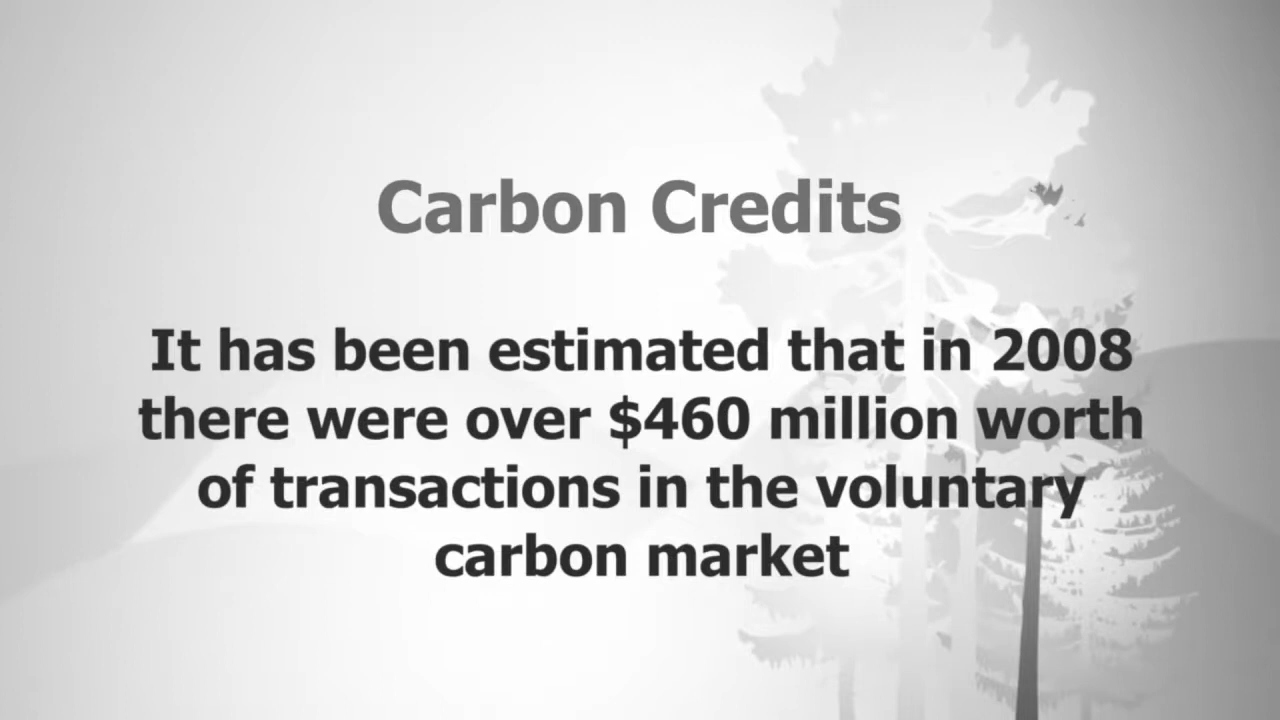 Carbon Credits
It has been estimated that in 2008
there were over $460 million worth
of transactions in the voluntary
carbon market